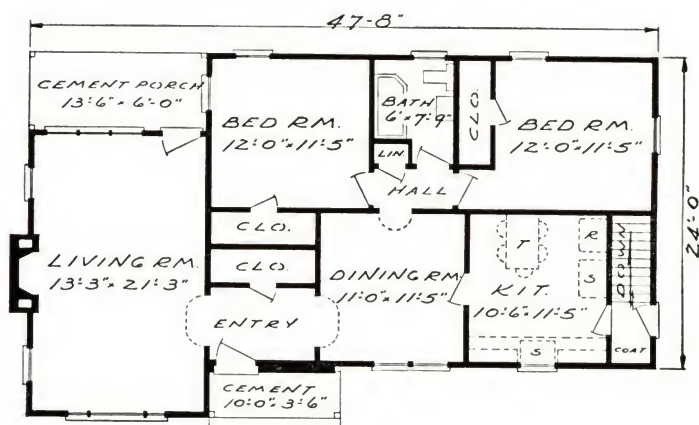 47'-8"
CEMENT PORCH
13'-6" x 6'-0"
BED RM.
12'-0" x 11'-5"
BATH
6' x 7'-9"
CLO.
BED RM.
12'-0" x 11'-5"
LIN.
HALL
24'-0"
CLO.
CLO.
LIVING RM.
13'-3" x 21'-3"
DINING RM.
11'-0" x 11'-5"
T
R
S
KIT.
10'-6" x 11'-5"
DOWN
ENTRY
S
COAT
CEMENT
10'-0" x 3'-6"